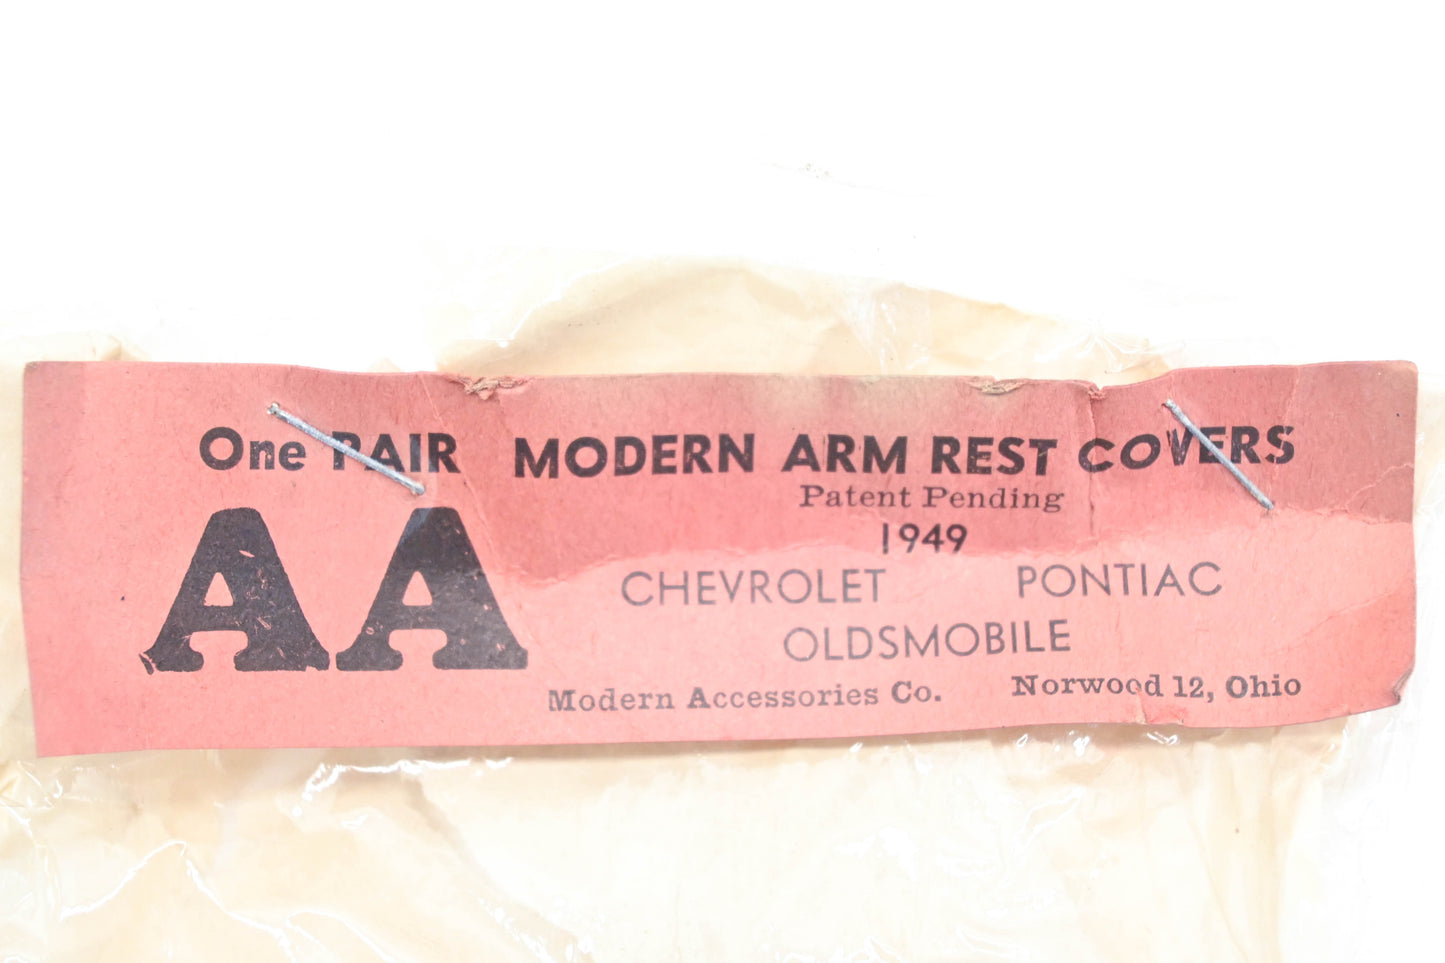 One PAIR MODERN ARM REST COVERS
Patent Pending
1949
AA
CHEVROLET PONTIAC
OLDSMOBILE
Modern Accessories Co. Norwood 12, Ohio